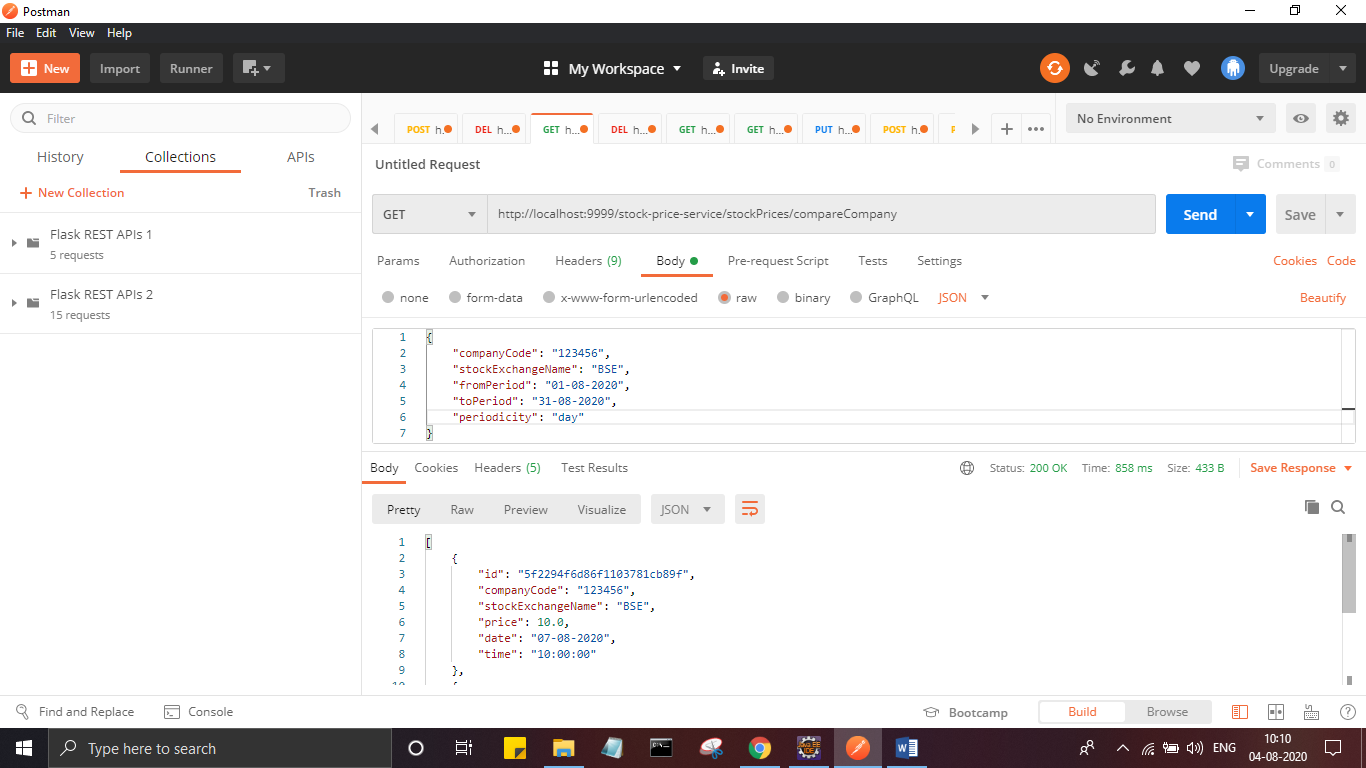 Postman
File Edit View Help
New Import Runner My Workspace Invite Upgrade
Filter
History Collections APIs
New Collection Trash
Flask REST APIs 1
5 requests
Flask REST APIs 2
15 requests
POST h. DEL h... GET h... DEL h... GET h... GET h... PUT h... POST h.
No Environment
Untitled Request
Comments 0
GET http://localhost:9999/stock-price-service/stockPrices/compareCompany Send Save
Params Authorization Headers (9) Body Pre-request Script Tests Settings Cookies Code
none form-data x-www-form-urlencoded raw binary GraphQL JSON Beautify
1 {
2 "companyCode": "123456",
3 "stockExchangeName": "BSE",
4 "fromPeriod": "01-08-2020",
5 "toPeriod": "31-08-2020",
6 "periodicity": "day"
7 }
Body Cookies Headers (5) Test Results Status: 200 OK Time: 858 ms Size: 433 B Save Response
Pretty Raw Preview Visualize JSON
1 [
2 {
3 "id": "5f2294f6d86f1103781cb89f",
4 "companyCode": "123456",
5 "stockExchangeName": "BSE",
6 "price": 10.0,
7 "date": "07-08-2020",
8 "time": "10:00:00"
9 },
10 {
Find and Replace Console Bootcamp Build Browse
Type here to search
ENG
10:10
04-08-2020